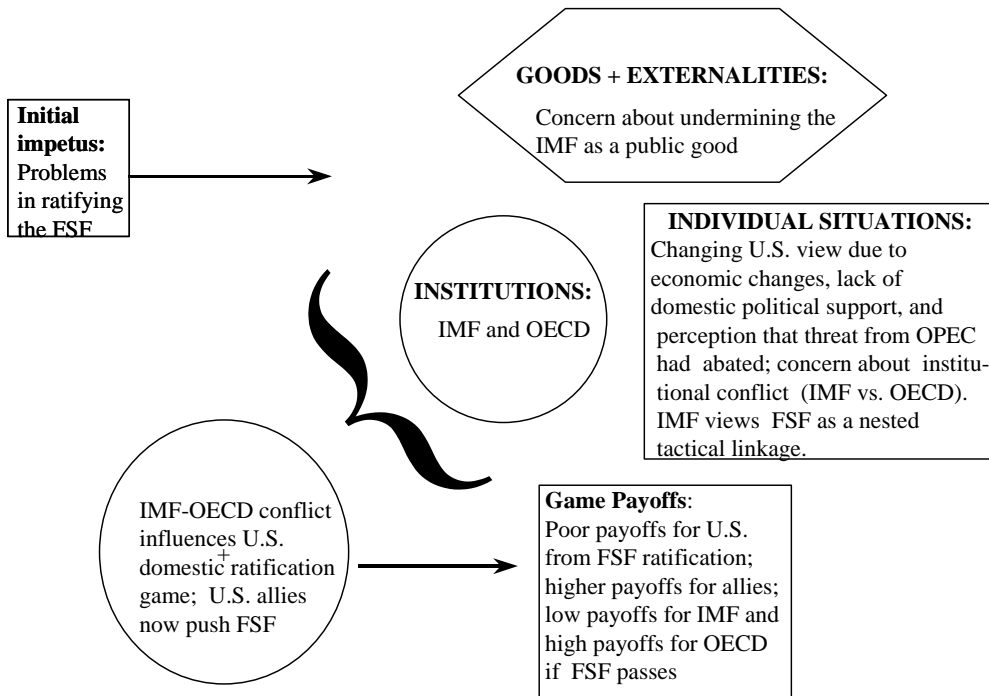 GOODS + EXTERNALITIES:
Concern about undermining the
IMF as a public good
Initial
impetus:
Problems
in ratifying
the FSF
INDIVIDUAL SITUATIONS:
Changing U.S. view due to
economic changes, lack of
domestic political support, and
perception that threat from OPEC
had abated; concern about institu-
tional conflict (IMF vs. OECD).
IMF views FSF as a nested
tactical linkage.
INSTITUTIONS:
IMF and OECD
IMF-OECD conflict
influences U.S.
+
domestic ratification
game; U.S. allies
now push FSF
Game Payoffs:
Poor payoffs for U.S.
from FSF ratification;
higher payoffs for allies;
low payoffs for IMF and
high payoffs for OECD
if FSF passes